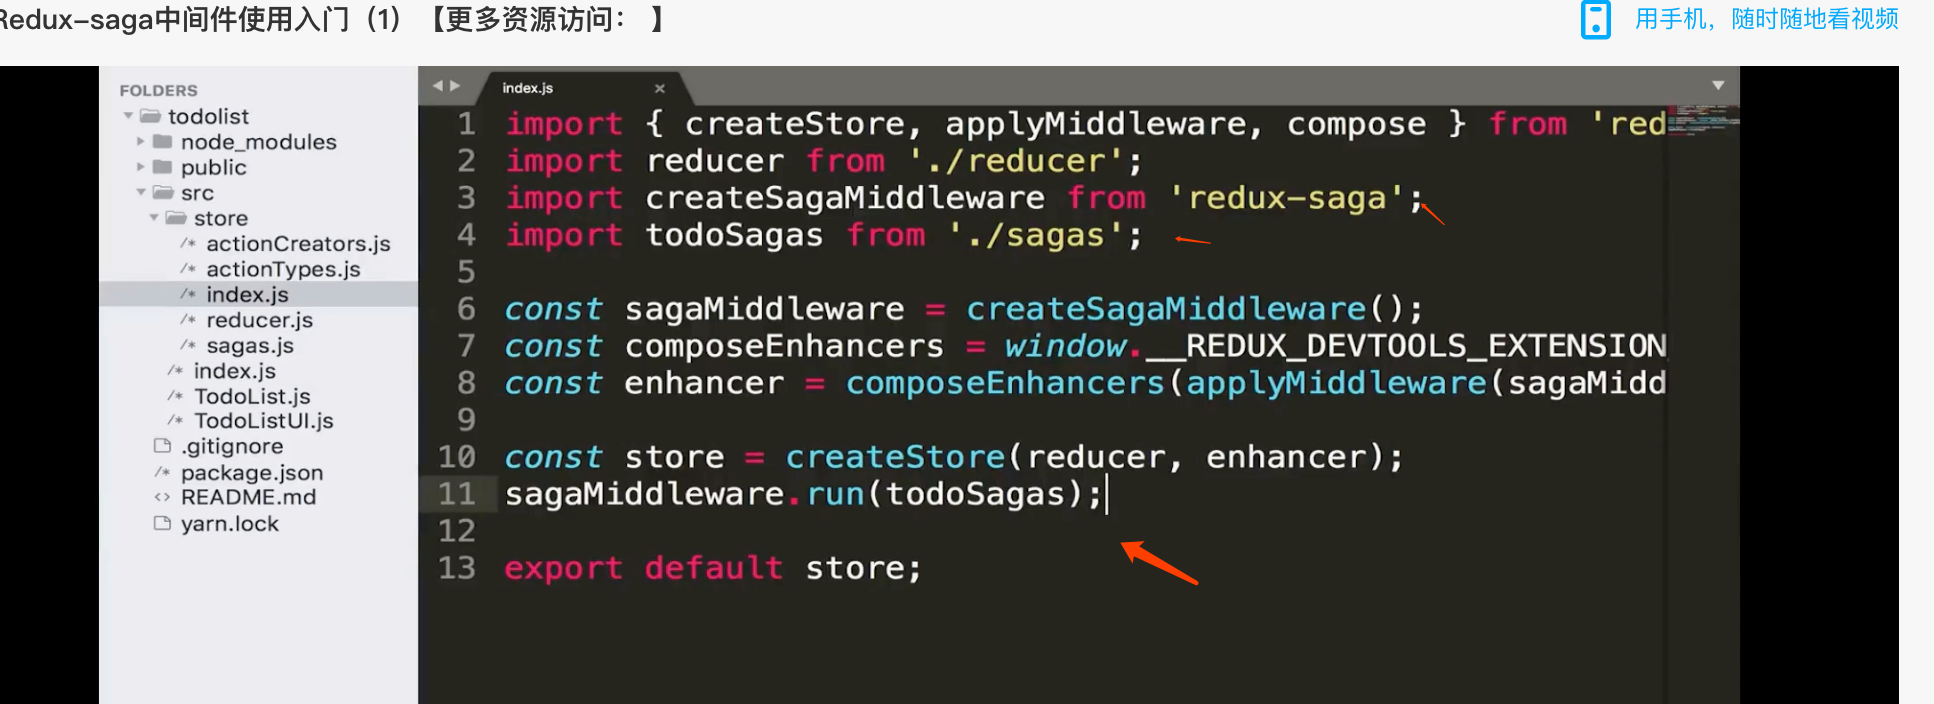 Redux-saga中间件使用入门（1）【更多资源访问： 】
用手机，随时随地看视频
FOLDERS
todolist
node_modules
public
src
store
/* actionCreators.js
/* actionTypes.js
/* index.js
/* reducer.js
/* sagas.js
/* index.js
/* TodoList.js
/* TodoListUI.js
.gitignore
/* package.json
<> README.md
yarn.lock
index.js ×
1 import { createStore, applyMiddleware, compose } from 'red
2 import reducer from './reducer';
3 import createSagaMiddleware from 'redux-saga';
4 import todoSagas from './sagas';
5
6 const sagaMiddleware = createSagaMiddleware();
7 const composeEnhancers = window.__REDUX_DEVTOOLS_EXTENSION
8 const enhancer = composeEnhancers(applyMiddleware(sagaMidd
9
10 const store = createStore(reducer, enhancer);
11 sagaMiddleware.run(todoSagas);
12
13 export default store;